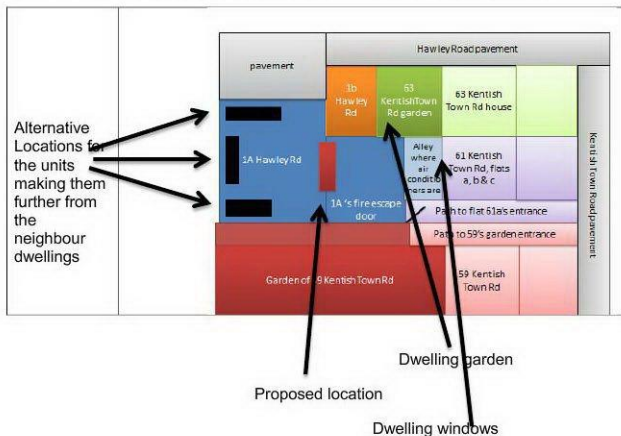 Hawley Road pavement
pavement
1b
Hawley
Rd
63
Kentish Town
Rd garden
63 Kentish
Town Rd house
Kentish Town Road pavement
Alternative
Locations for
the units
making them
further from
the
neighbour
dwellings
1A Hawley Rd
Alley
where
air
conditio
ners are
61 Kentish
Town Rd, flats
a, b & c
1A 's fire escape
door
Path to flat 61a's entrance
Path to 59's garden entrance
Garden of 59 Kentish Town Rd
59 Kentish
Town Rd
Dwelling garden
Proposed location
Dwelling windows